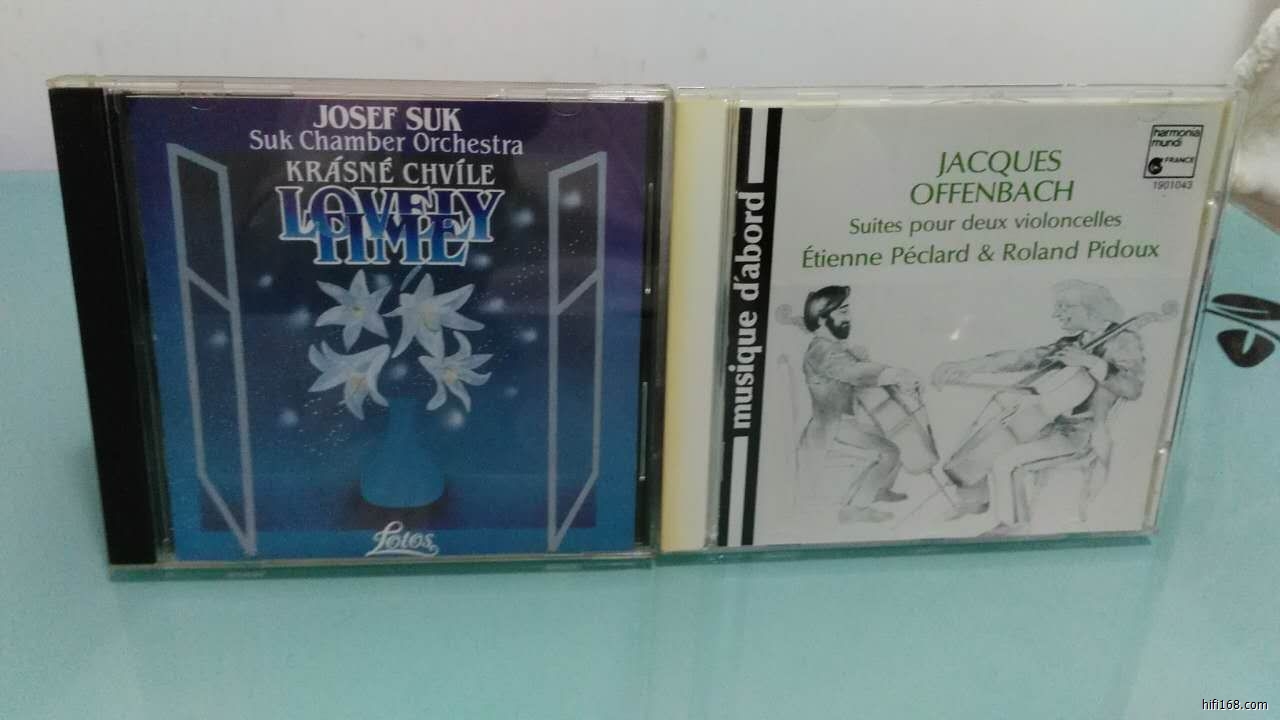 JOSEF SUK
Suk Chamber Orchestra
KRÁSNÉ CHVÍLE
LOVELY
TIME
Lotos
musique d'abord
harmonia
mundi
FRANCE
1901043
JACQUES
OFFENBACH
Suites pour deux violoncelles
Étienne Péclard & Roland Pidoux
hifi168.com